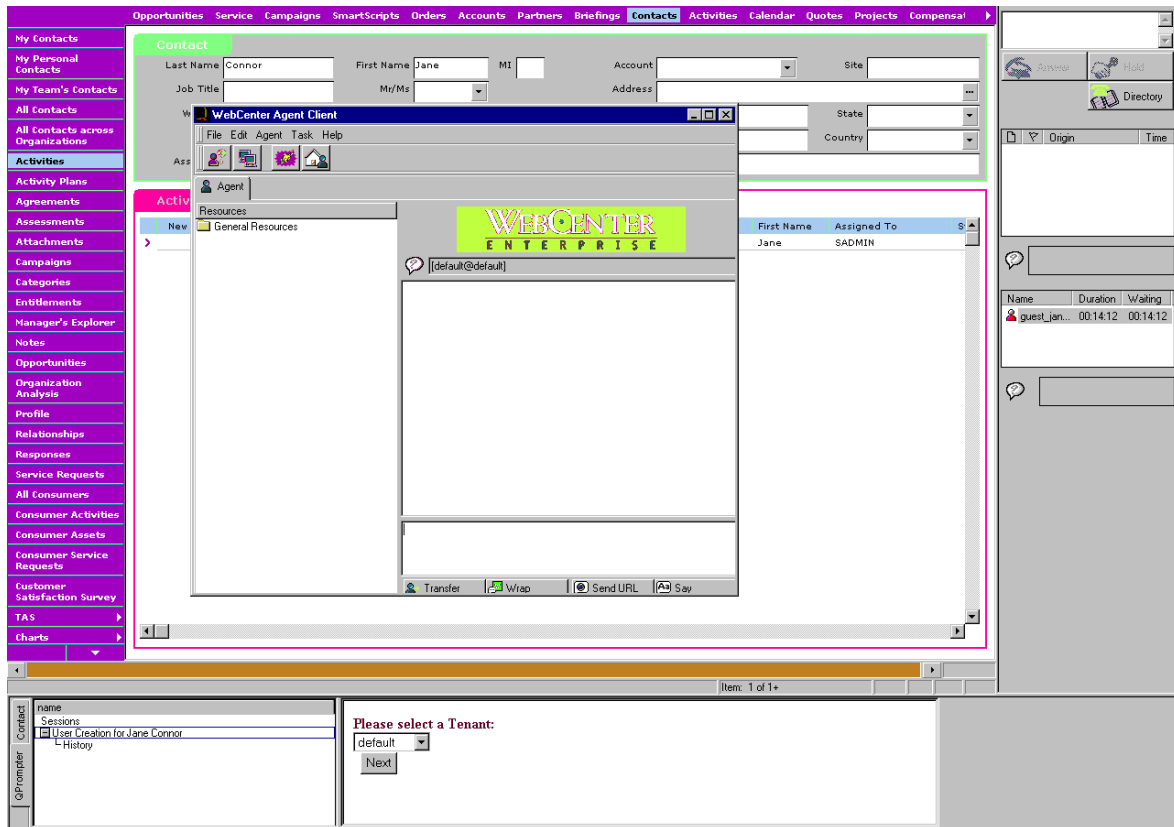 Opportunities Service Campaigns SmartScripts Orders Accounts Partners Briefings Contacts Activities Calendar Quotes Projects Compensat
My Contacts
My Personal
Contacts
My Team's Contacts
All Contacts
All Contacts across
Organizations
Activities
Activity Plans
Agreements
Assessments
Attachments
Campaigns
Categories
Entitlements
Manager's Explorer
Notes
Opportunities
Organization
Analysis
Profile
Relationships
Responses
Service Requests
All Consumers
Consumer Activities
Consumer Assets
Consumer Service
Requests
Customer
Satisfaction Survey
TAS
Charts
Contact
Last Name Connor First Name Jane MI Account Site
Job Title Mr/Ms Address
W State
Country
Ass
Activ
New First Name Assigned To S
Jane SADMIN
WebCenter Agent Client
File Edit Agent Task Help
Agent
Resources
General Resources
WEBCENTER
ENTERPRISE
[default@default]
Transfer Wrap Send URL Say
Item: 1 of 1+
Answer Hold
Directory
Origin Time
Name Duration Waiting
guest_jan... 00:14:12 00:14:12
Contact
QPrompter
name
Sessions
User Creation for Jane Connor
History
Please select a Tenant:
default
Next